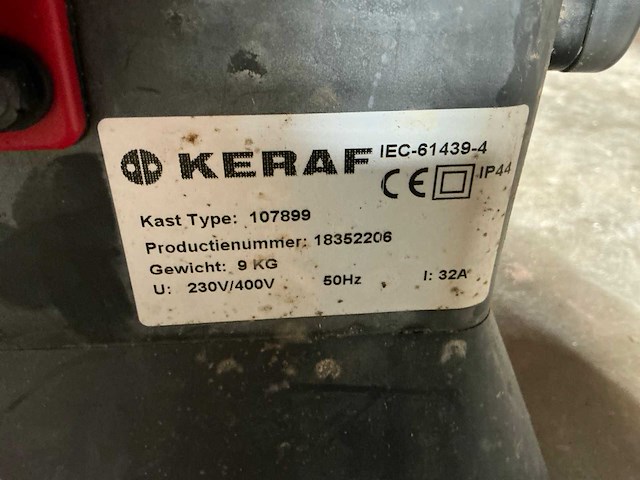 KERAF IEC-61439-4
CE IP44
Kast Type: 107899
Productienummer: 18352206
Gewicht: 9 KG
U: 230V/400V 50Hz I: 32A